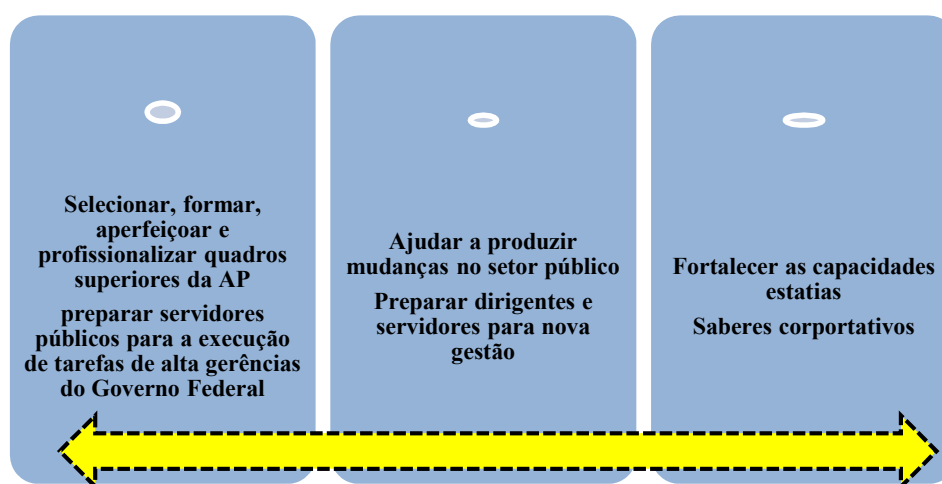 Selecionar, formar,
aperfeiçoar e
profissionalizar quadros
superiores da AP
preparar servidores
públicos para a execução
de tarefas de alta gerências
do Governo Federal
Ajudar a produzir
mudanças no setor público
Preparar dirigentes e
servidores para nova
gestão
Fortalecer as capacidades
estatias
Saberes corportativos